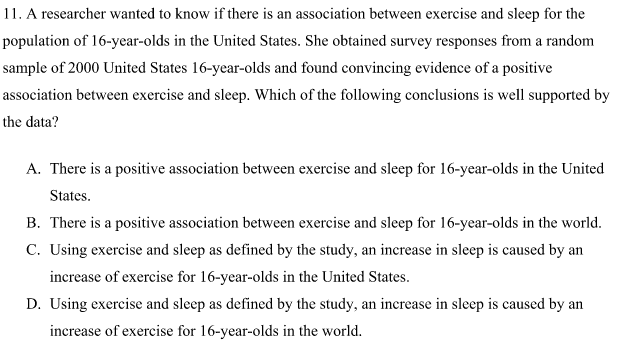 11. A researcher wanted to know if there is an association between exercise and sleep for the
population of 16-year-olds in the United States. She obtained survey responses from a random
sample of 2000 United States 16-year-olds and found convincing evidence of a positive
association between exercise and sleep. Which of the following conclusions is well supported by
the data?
A. There is a positive association between exercise and sleep for 16-year-olds in the United
States.
B. There is a positive association between exercise and sleep for 16-year-olds in the world.
C. Using exercise and sleep as defined by the study, an increase in sleep is caused by an
increase of exercise for 16-year-olds in the United States.
D. Using exercise and sleep as defined by the study, an increase in sleep is caused by an
increase of exercise for 16-year-olds in the world.